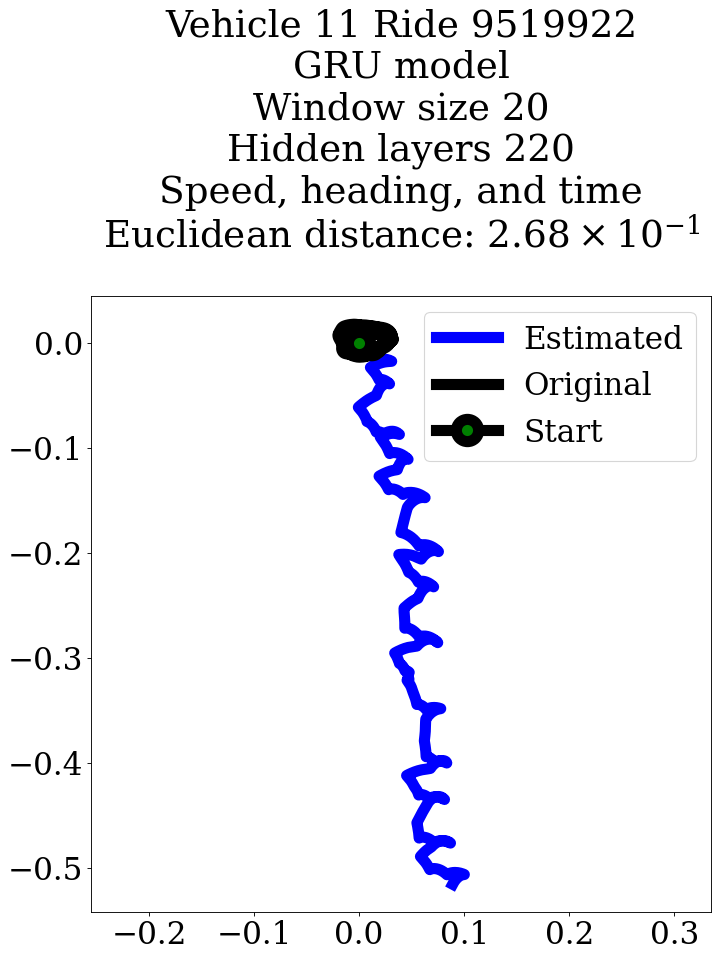 Vehicle 11 Ride 9519922
GRU model
Window size 20
Hidden layers 220
Speed, heading, and time
Euclidean distance: 2.68 × 10⁻¹
Estimated
Original
Start
0.0
−0.1
−0.2
−0.3
−0.4
−0.5
−0.2 −0.1 0.0 0.1 0.2 0.3